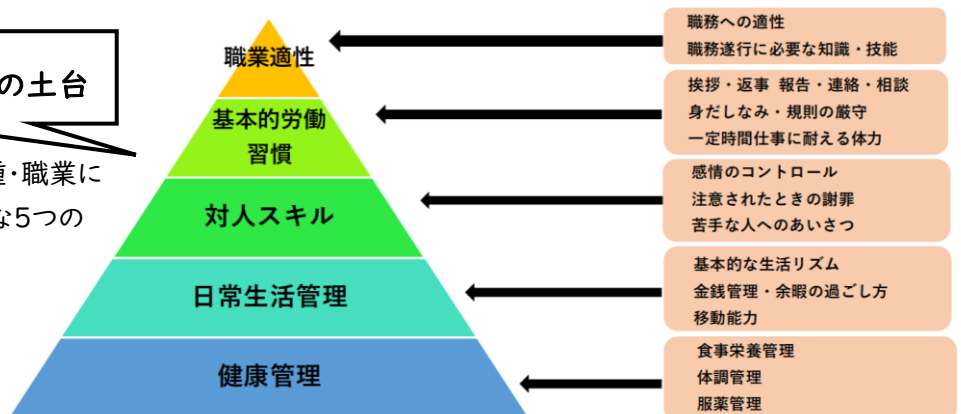 の土台
種・職業に
な5つの
職業適性
基本的労働
習慣
対人スキル
日常生活管理
健康管理
職務への適性
職務遂行に必要な知識・技能
挨拶・返事 報告・連絡・相談
身だしなみ・規則の厳守
一定時間仕事に耐える体力
感情のコントロール
注意されたときの謝罪
苦手な人へのあいさつ
基本的な生活リズム
金銭管理・余暇の過ごし方
移動能力
食事栄養管理
体調管理
服薬管理